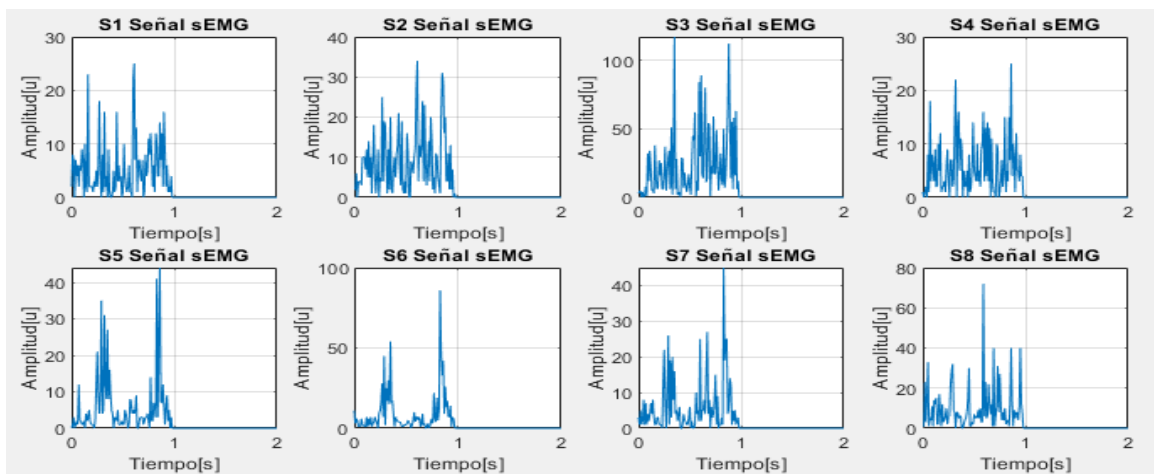 S1 Señal sEMG
30
20
10
0
Amplitud[u]
0 1 2
Tiempo[s]
S2 Señal sEMG
40
30
20
10
0
Amplitud[u]
0 1 2
Tiempo[s]
S3 Señal sEMG
100
50
0
Amplitud[u]
0 1 2
Tiempo[s]
S4 Señal sEMG
30
20
10
0
Amplitud[u]
0 1 2
Tiempo[s]
S5 Señal sEMG
40
30
20
10
0
Amplitud[u]
0 1 2
Tiempo[s]
S6 Señal sEMG
100
50
0
Amplitud[u]
0 1 2
Tiempo[s]
S7 Señal sEMG
40
30
20
10
0
Amplitud[u]
0 1 2
Tiempo[s]
S8 Señal sEMG
80
60
40
20
0
Amplitud[u]
0 1 2
Tiempo[s]